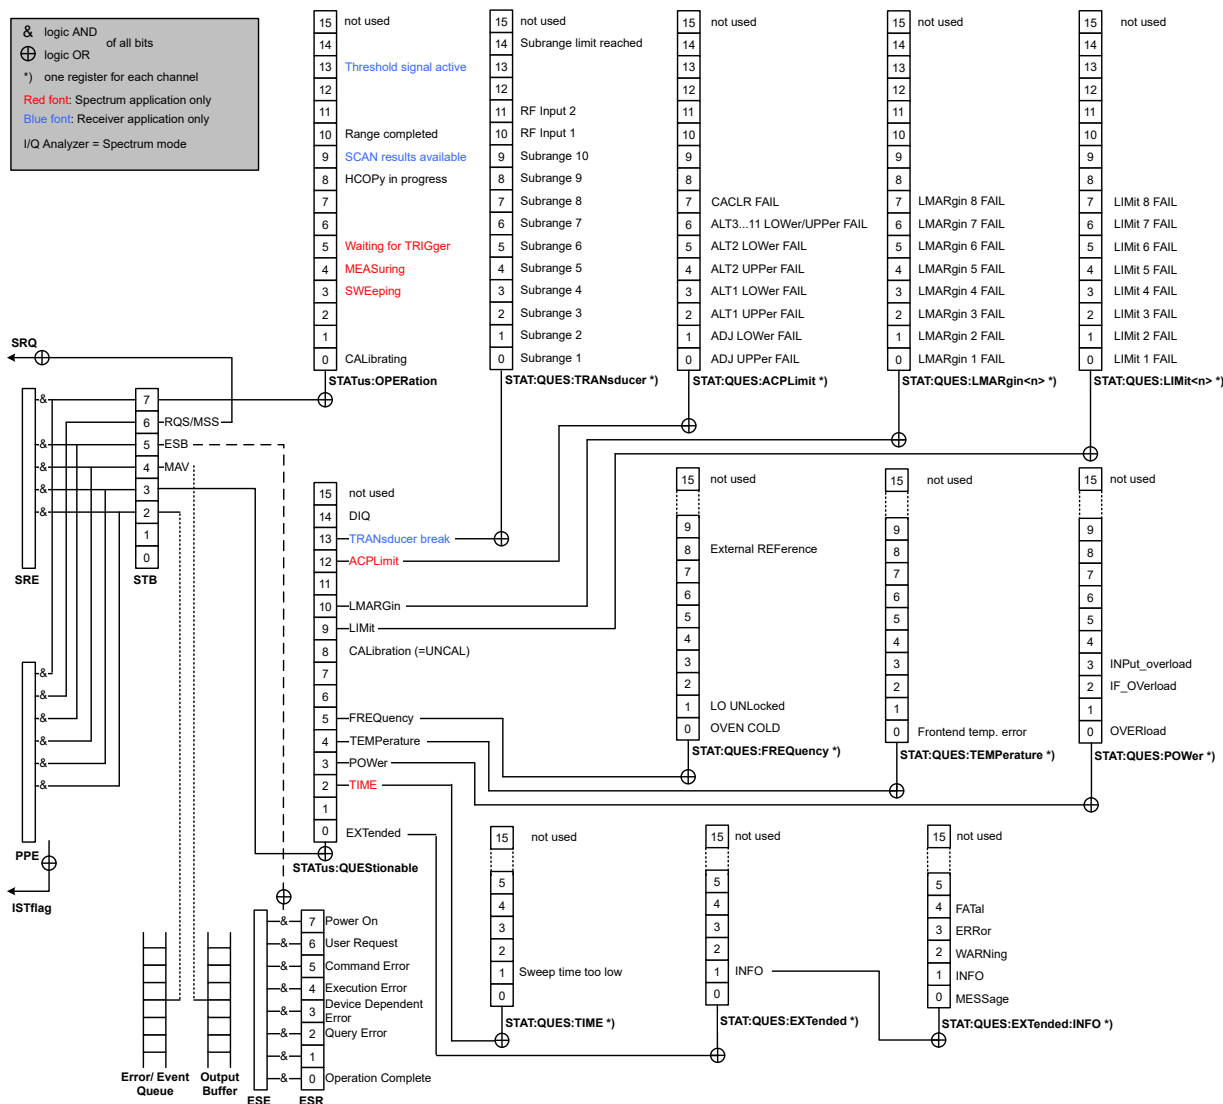 & logic AND
of all bits
logic OR
*) one register for each channel
Red font: Spectrum application only
Blue font: Receiver application only
I/Q Analyzer = Spectrum mode
15 not used
14
13 Threshold signal active
12
11
10 Range completed
9 SCAN results available
8 HCOPy in progress
7
6
5 Waiting for TRIGger
4 MEASuring
3 SWEeping
2
1
0 CALibrating
STATus:OPERation
15 not used
14 Subrange limit reached
13
12
11 RF Input 2
10 RF Input 1
9 Subrange 10
8 Subrange 9
7 Subrange 8
6 Subrange 7
5 Subrange 6
4 Subrange 5
3 Subrange 4
2 Subrange 3
1 Subrange 2
0 Subrange 1
STAT:QUES:TRANsducer *)
15 not used
14
13
12
11
10
9
8
7 CACLR FAIL
6 ALT3...11 LOWer/UPPer FAIL
5 ALT2 LOWer FAIL
4 ALT2 UPPer FAIL
3 ALT1 LOWer FAIL
2 ALT1 UPPer FAIL
1 ADJ LOWer FAIL
0 ADJ UPPer FAIL
STAT:QUES:ACPLimit *)
15 not used
14
13
12
11
10
9
8
7 LMARgin 8 FAIL
6 LMARgin 7 FAIL
5 LMARgin 6 FAIL
4 LMARgin 5 FAIL
3 LMARgin 4 FAIL
2 LMARgin 3 FAIL
1 LMARgin 2 FAIL
0 LMARgin 1 FAIL
STAT:QUES:LMARgin<n> *)
15 not used
14
13
12
11
10
9
8
7 LIMit 8 FAIL
6 LIMit 7 FAIL
5 LIMit 6 FAIL
4 LIMit 5 FAIL
3 LIMit 4 FAIL
2 LIMit 3 FAIL
1 LIMit 2 FAIL
0 LIMit 1 FAIL
STAT:QUES:LIMit<n> *)
SRQ
&
&
&
&
&
SRE
7
6 RQS/MSS
5 ESB
4 MAV
3
2
1
0
STB
&
&
&
&
&
&
PPE
ISTflag
15 not used
14 DIQ
13 TRANsducer break
12 ACPLimit
11
10 LMARGin
9 LIMit
8 CALibration (=UNCAL)
7
6
5 FREQuency
4 TEMPerature
3 POWer
2 TIME
1
0 EXTended
STATus:QUEStionable
15 not used
9
8 External REFerence
7
6
5
4
3
2
1 LO UNLocked
0 OVEN COLD
STAT:QUES:FREQuency *)
15 not used
9
8
7
6
5
4
3
2
1
0 Frontend temp. error
STAT:QUES:TEMPerature *)
15 not used
9
8
7
6
5
4
3 INPut_overload
2 IF_OVerload
1
0 OVERload
STAT:QUES:POWer *)
15 not used
5
4
3
2
1 Sweep time too low
0
STAT:QUES:TIME *)
15 not used
5
4
3
2
1 INFO
0
STAT:QUES:EXTended *)
15 not used
5
4 FATal
3 ERRor
2 WARNing
1 INFO
0 MESSage
STAT:QUES:EXTended:INFO *)
& 7 Power On
& 6 User Request
& 5 Command Error
& 4 Execution Error
& 3 Device Dependent
Error
& 2 Query Error
& 1
& 0 Operation Complete
ESE ESR
Error/ Event
Queue
Output
Buffer